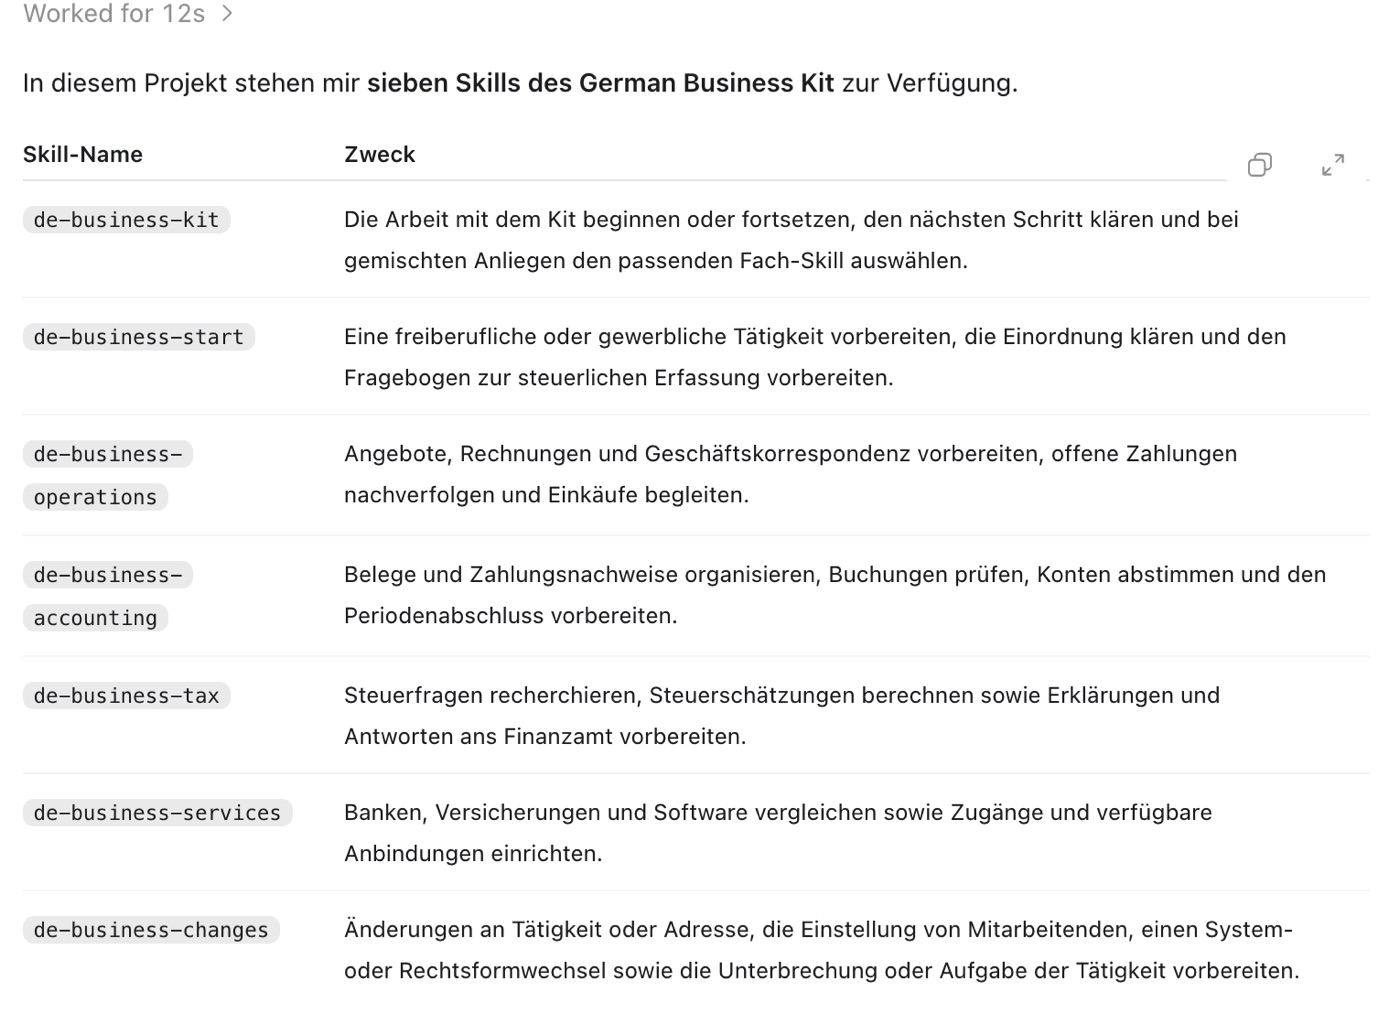 Worked for 12s
In diesem Projekt stehen mir sieben Skills des German Business Kit zur Verfügung.
Skill-Name Zweck
de-business-kit Die Arbeit mit dem Kit beginnen oder fortsetzen, den nächsten Schritt klären und bei
gemischten Anliegen den passenden Fach-Skill auswählen.
de-business-start Eine freiberufliche oder gewerbliche Tätigkeit vorbereiten, die Einordnung klären und den
Fragebogen zur steuerlichen Erfassung vorbereiten.
de-business- Angebote, Rechnungen und Geschäftskorrespondenz vorbereiten, offene Zahlungen
operations nachverfolgen und Einkäufe begleiten.
de-business- Belege und Zahlungsnachweise organisieren, Buchungen prüfen, Konten abstimmen und den
accounting Periodenabschluss vorbereiten.
de-business-tax Steuerfragen recherchieren, Steuerschätzungen berechnen sowie Erklärungen und
Antworten ans Finanzamt vorbereiten.
de-business-services Banken, Versicherungen und Software vergleichen sowie Zugänge und verfügbare
Anbindungen einrichten.
de-business-changes Änderungen an Tätigkeit oder Adresse, die Einstellung von Mitarbeitenden, einen System-
oder Rechtsformwechsel sowie die Unterbrechung oder Aufgabe der Tätigkeit vorbereiten.